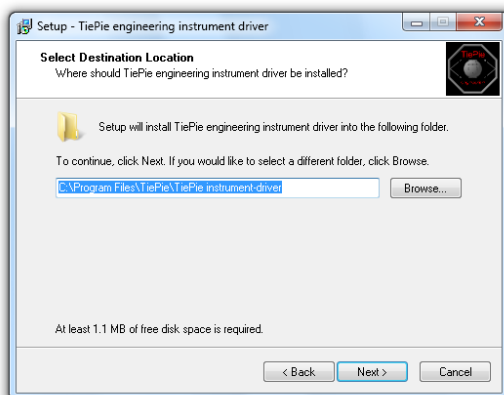 Setup - TiePie engineering instrument driver
Select Destination Location
Where should TiePie engineering instrument driver be installed?
TiePie
Setup will install TiePie engineering instrument driver into the following folder.
To continue, click Next. If you would like to select a different folder, click Browse.
C:\Program Files\TiePie\TiePie instrument-driver
Browse...
At least 1.1 MB of free disk space is required.
< Back
Next >
Cancel